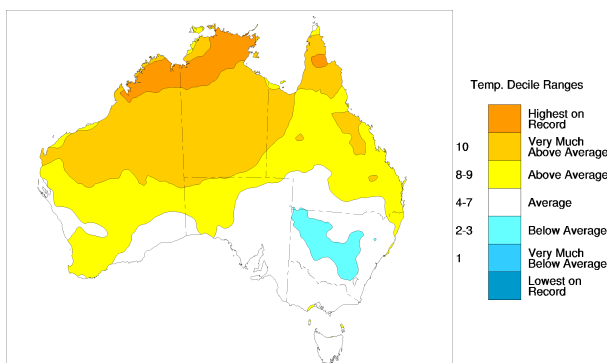 Temp. Decile Ranges
Highest on
Record
10
Very Much
Above Average
8-9
Above Average
4-7
Average
2-3
Below Average
1
Very Much
Below Average
Lowest on
Record